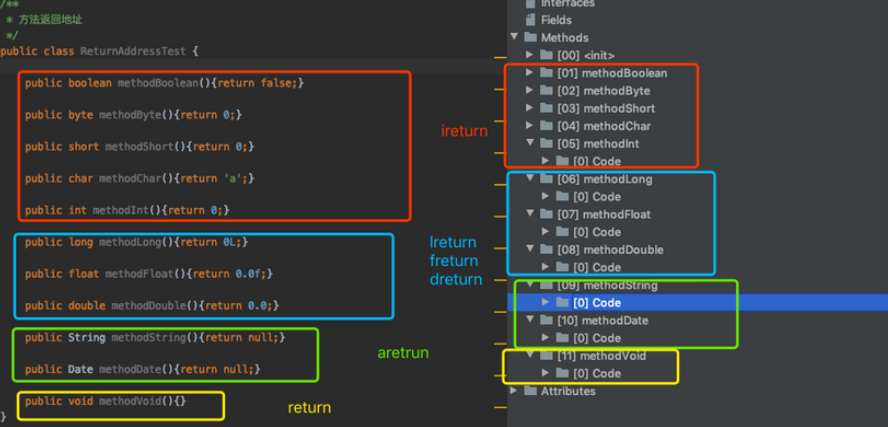 /**
* 方法返回地址
*/
public class ReturnAddressTest {
public boolean methodBoolean(){return false;}
public byte methodByte(){return 0;}
public short methodShort(){return 0;}
public char methodChar(){return 'a';}
public int methodInt(){return 0;}
public long methodLong(){return 0L;}
public float methodFloat(){return 0.0f;}
public double methodDouble(){return 0.0;}
public String methodString(){return null;}
public Date methodDate(){return null;}
public void methodVoid(){}
}
ireturn
lreturn
freturn
dreturn
aretrun
return
Interfaces
Fields
Methods
[00] <init>
[01] methodBoolean
[02] methodByte
[03] methodShort
[04] methodChar
[05] methodInt
[0] Code
[06] methodLong
[0] Code
[07] methodFloat
[0] Code
[08] methodDouble
[0] Code
[09] methodString
[0] Code
[10] methodDate
[0] Code
[11] methodVoid
[0] Code
Attributes